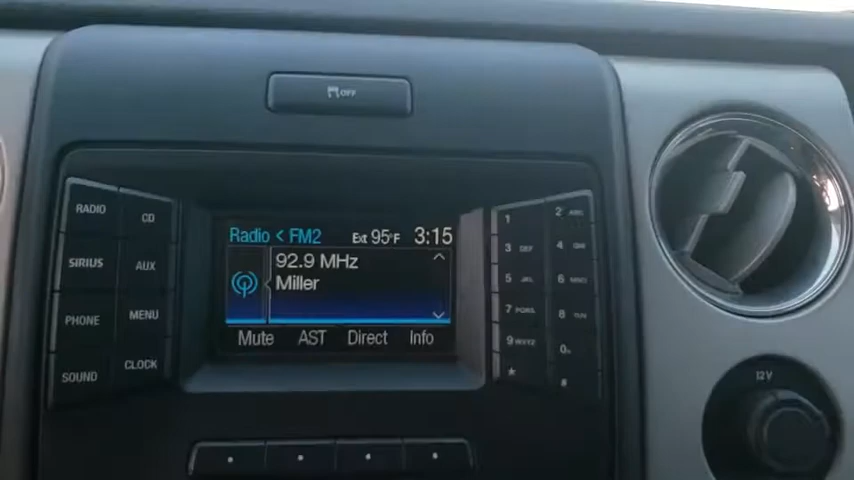 OFF
RADIO CD
SIRIUS AUX
PHONE MENU
SOUND CLOCK
Radio < FM2 Ext 95°F 3:15
92.9 MHz
Miller
Mute AST Direct Info
1 2 ABC
3 DEF 4 GHI
5 JKL 6 MNO
7 PQRS 8 TUV
9 WXYZ 0
* #
12V